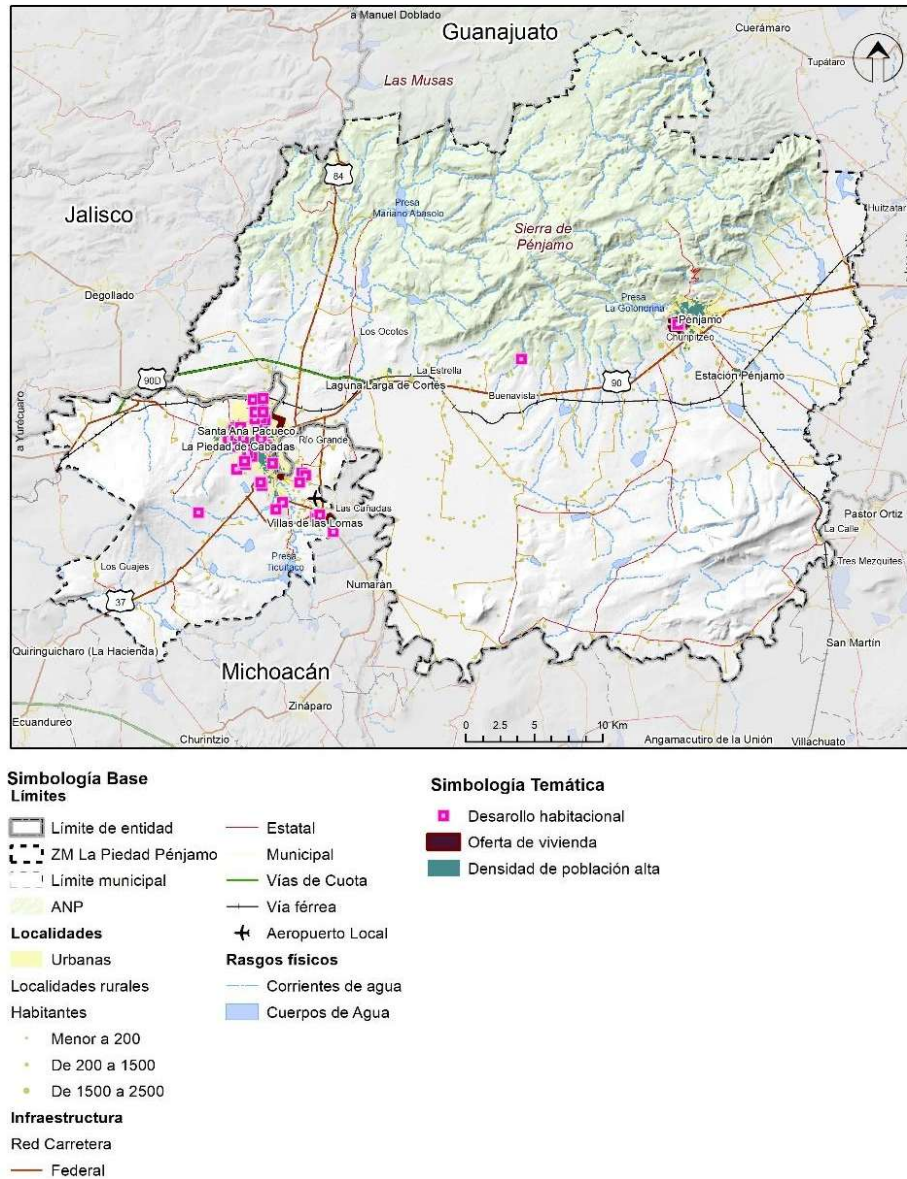 a Manuel Doblado
Guanajuato
Cuerámaro
Tupátaro
Las Musas
84
Huitzatar
Jalisco
Presa
Mariano Abasolo
Sierra de
Pénjamo
Degollado
Presa
La Golondrina
Pénjamo
Churipitzeo
Los Ocotes
La Estrella
Estación Pénjamo
90D
Laguna Larga de Cortés
90
Buenavista
a Yurécuaro
Santa Ana Pacueco
Río Grande
La Piedad de Cabadas
Las Cañadas
Villas de las Lomas
Pastor Ortiz
La Calle
Presa
Ticuitaco
Los Guajes
Numarán
Tres Mezquites
37
Quiringuicharo (La Hacienda)
Michoacán
San Martín
Zináparo
Ecuandureo
Churintzio
0 2.5 5 10 Km
Angamacutiro de la Unión
Villachuato
Simbología Base
Límites
Límite de entidad
ZM La Piedad Pénjamo
Límite municipal
ANP
Localidades
Urbanas
Localidades rurales
Habitantes
Menor a 200
De 200 a 1500
De 1500 a 2500
Infraestructura
Red Carretera
Federal
Estatal
Municipal
Vías de Cuota
Vía férrea
Aeropuerto Local
Rasgos físicos
Corrientes de agua
Cuerpos de Agua
Simbología Temática
Desarollo habitacional
Oferta de vivienda
Densidad de población alta